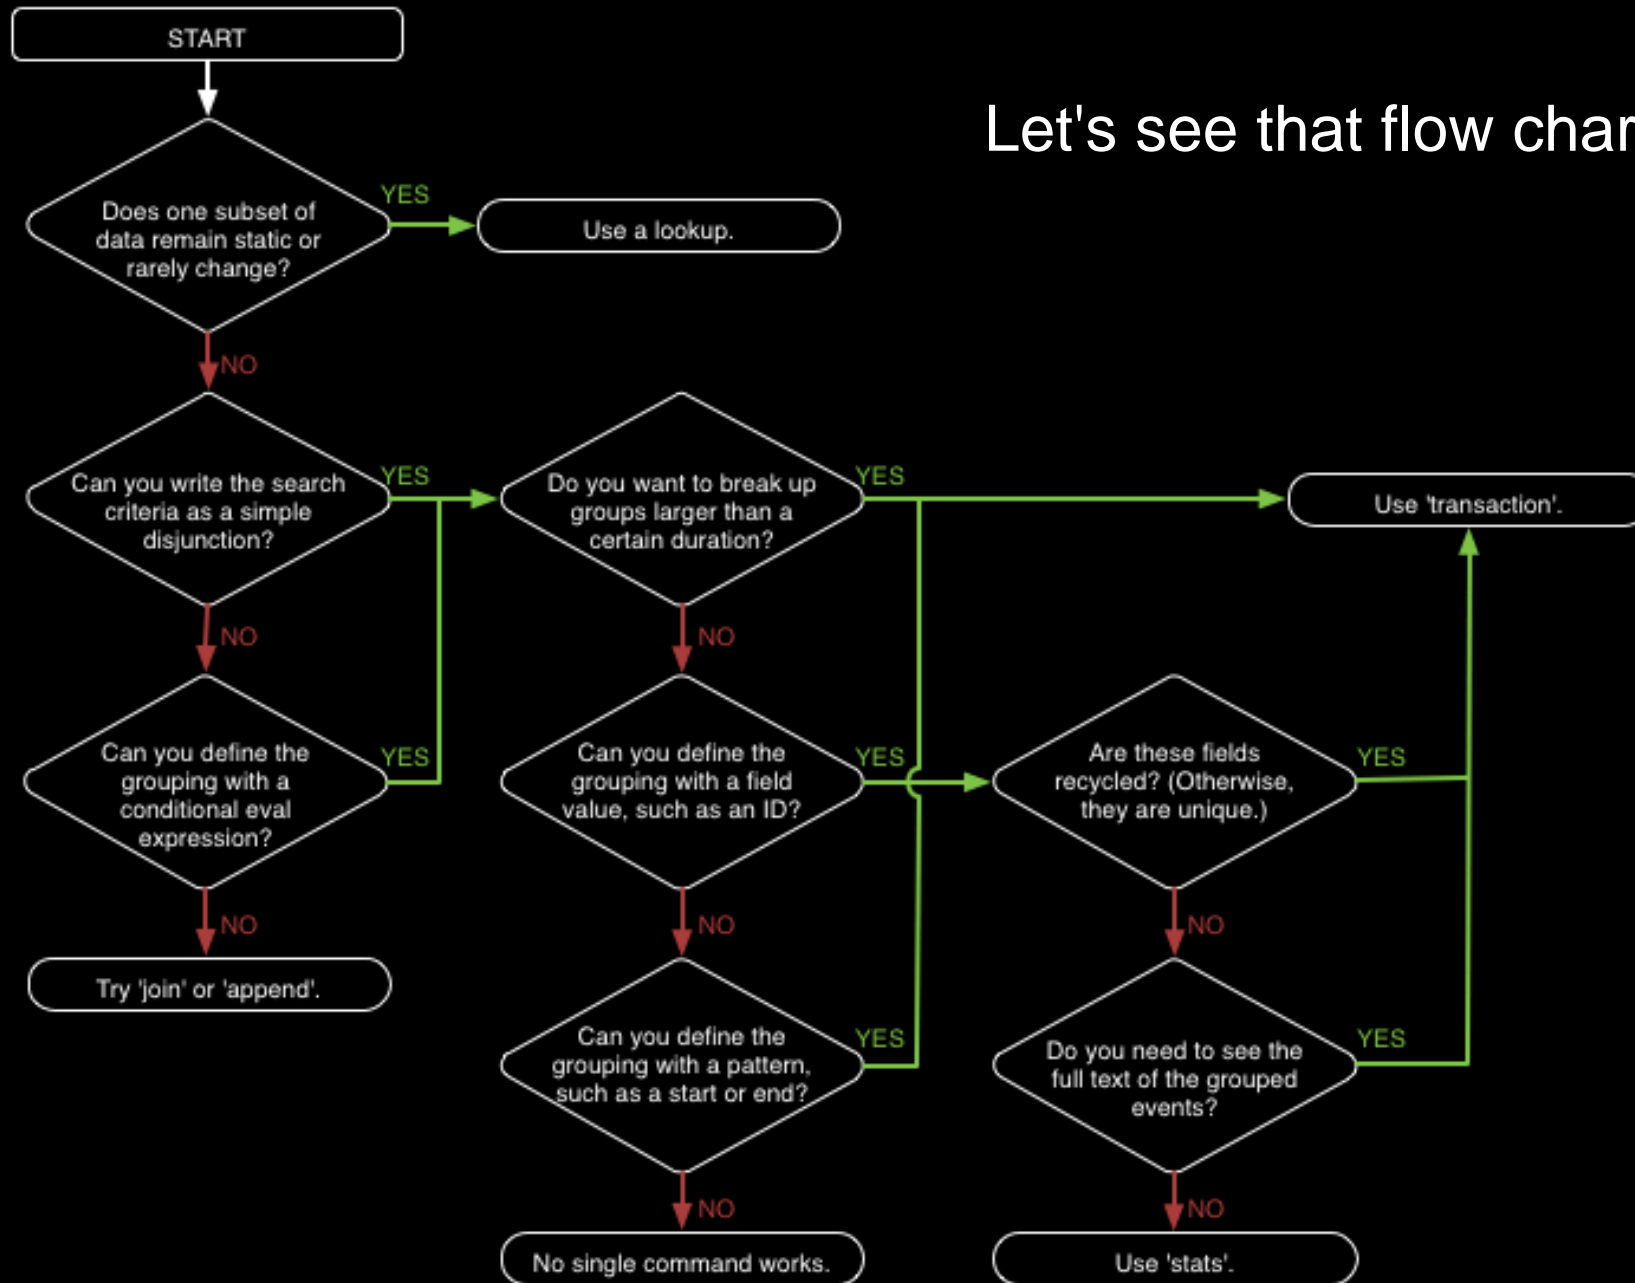 START
Let's see that flow char
Does one subset of
data remain static or
rarely change?
YES
Use a lookup.
NO
Can you write the search
criteria as a simple
disjunction?
YES
Do you want to break up
groups larger than a
certain duration?
YES
Use 'transaction'.
NO
NO
Can you define the
grouping with a
conditional eval
expression?
YES
Can you define the
grouping with a field
value, such as an ID?
YES
Are these fields
recycled? (Otherwise,
they are unique.)
YES
NO
NO
NO
Try 'join' or 'append'.
Can you define the
grouping with a pattern,
such as a start or end?
YES
Do you need to see the
full text of the grouped
events?
YES
NO
NO
No single command works.
Use 'stats'.